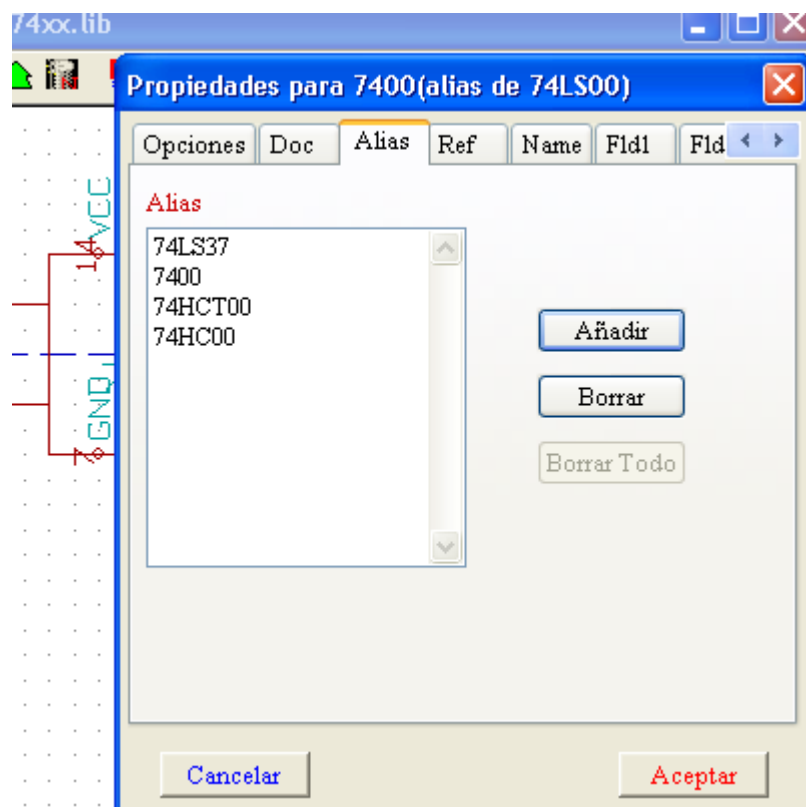 74xx.lib
Propiedades para 7400(alias de 74LS00)
Opciones Doc Alias Ref Name Fld1 Fld
Alias
74LS37
7400
74HCT00
74HC00
Añadir
Borrar
Borrar Todo
VCC
14
GND
7
Cancelar Aceptar